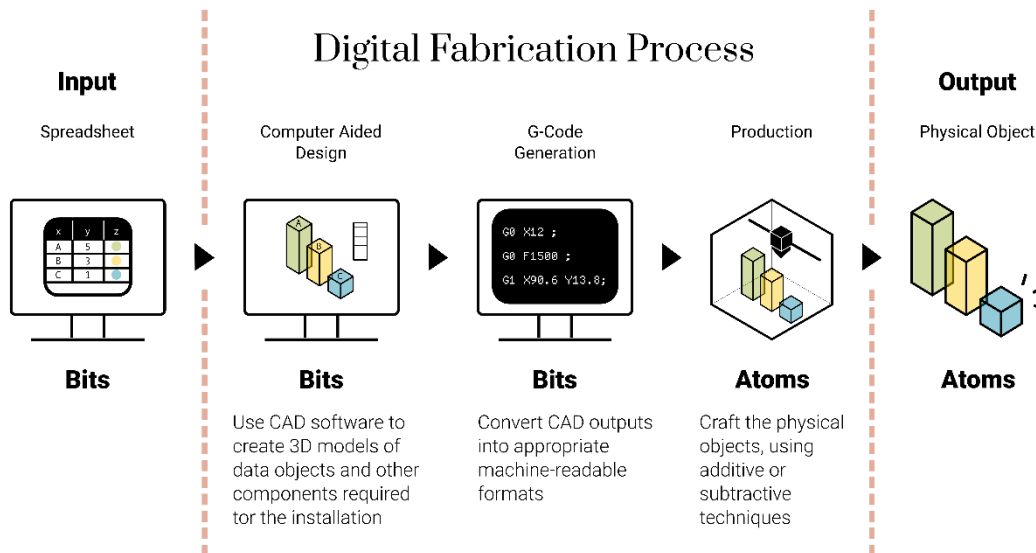 Digital Fabrication Process
Input
Output
Spreadsheet
Computer Aided
Design
G-Code
Generation
Production
Physical Object
x y z
A 5
B 3
C 1
A
B
C
G0 X12 ;
G0 F1500 ;
G1 X90.6 Y13.8;
Bits
Bits
Bits
Atoms
Atoms
Use CAD software to
create 3D models of
data objects and other
components required
tor the installation
Convert CAD outputs
into appropriate
machine-readable
formats
Craft the physical
objects, using
additive or
subtractive
techniques